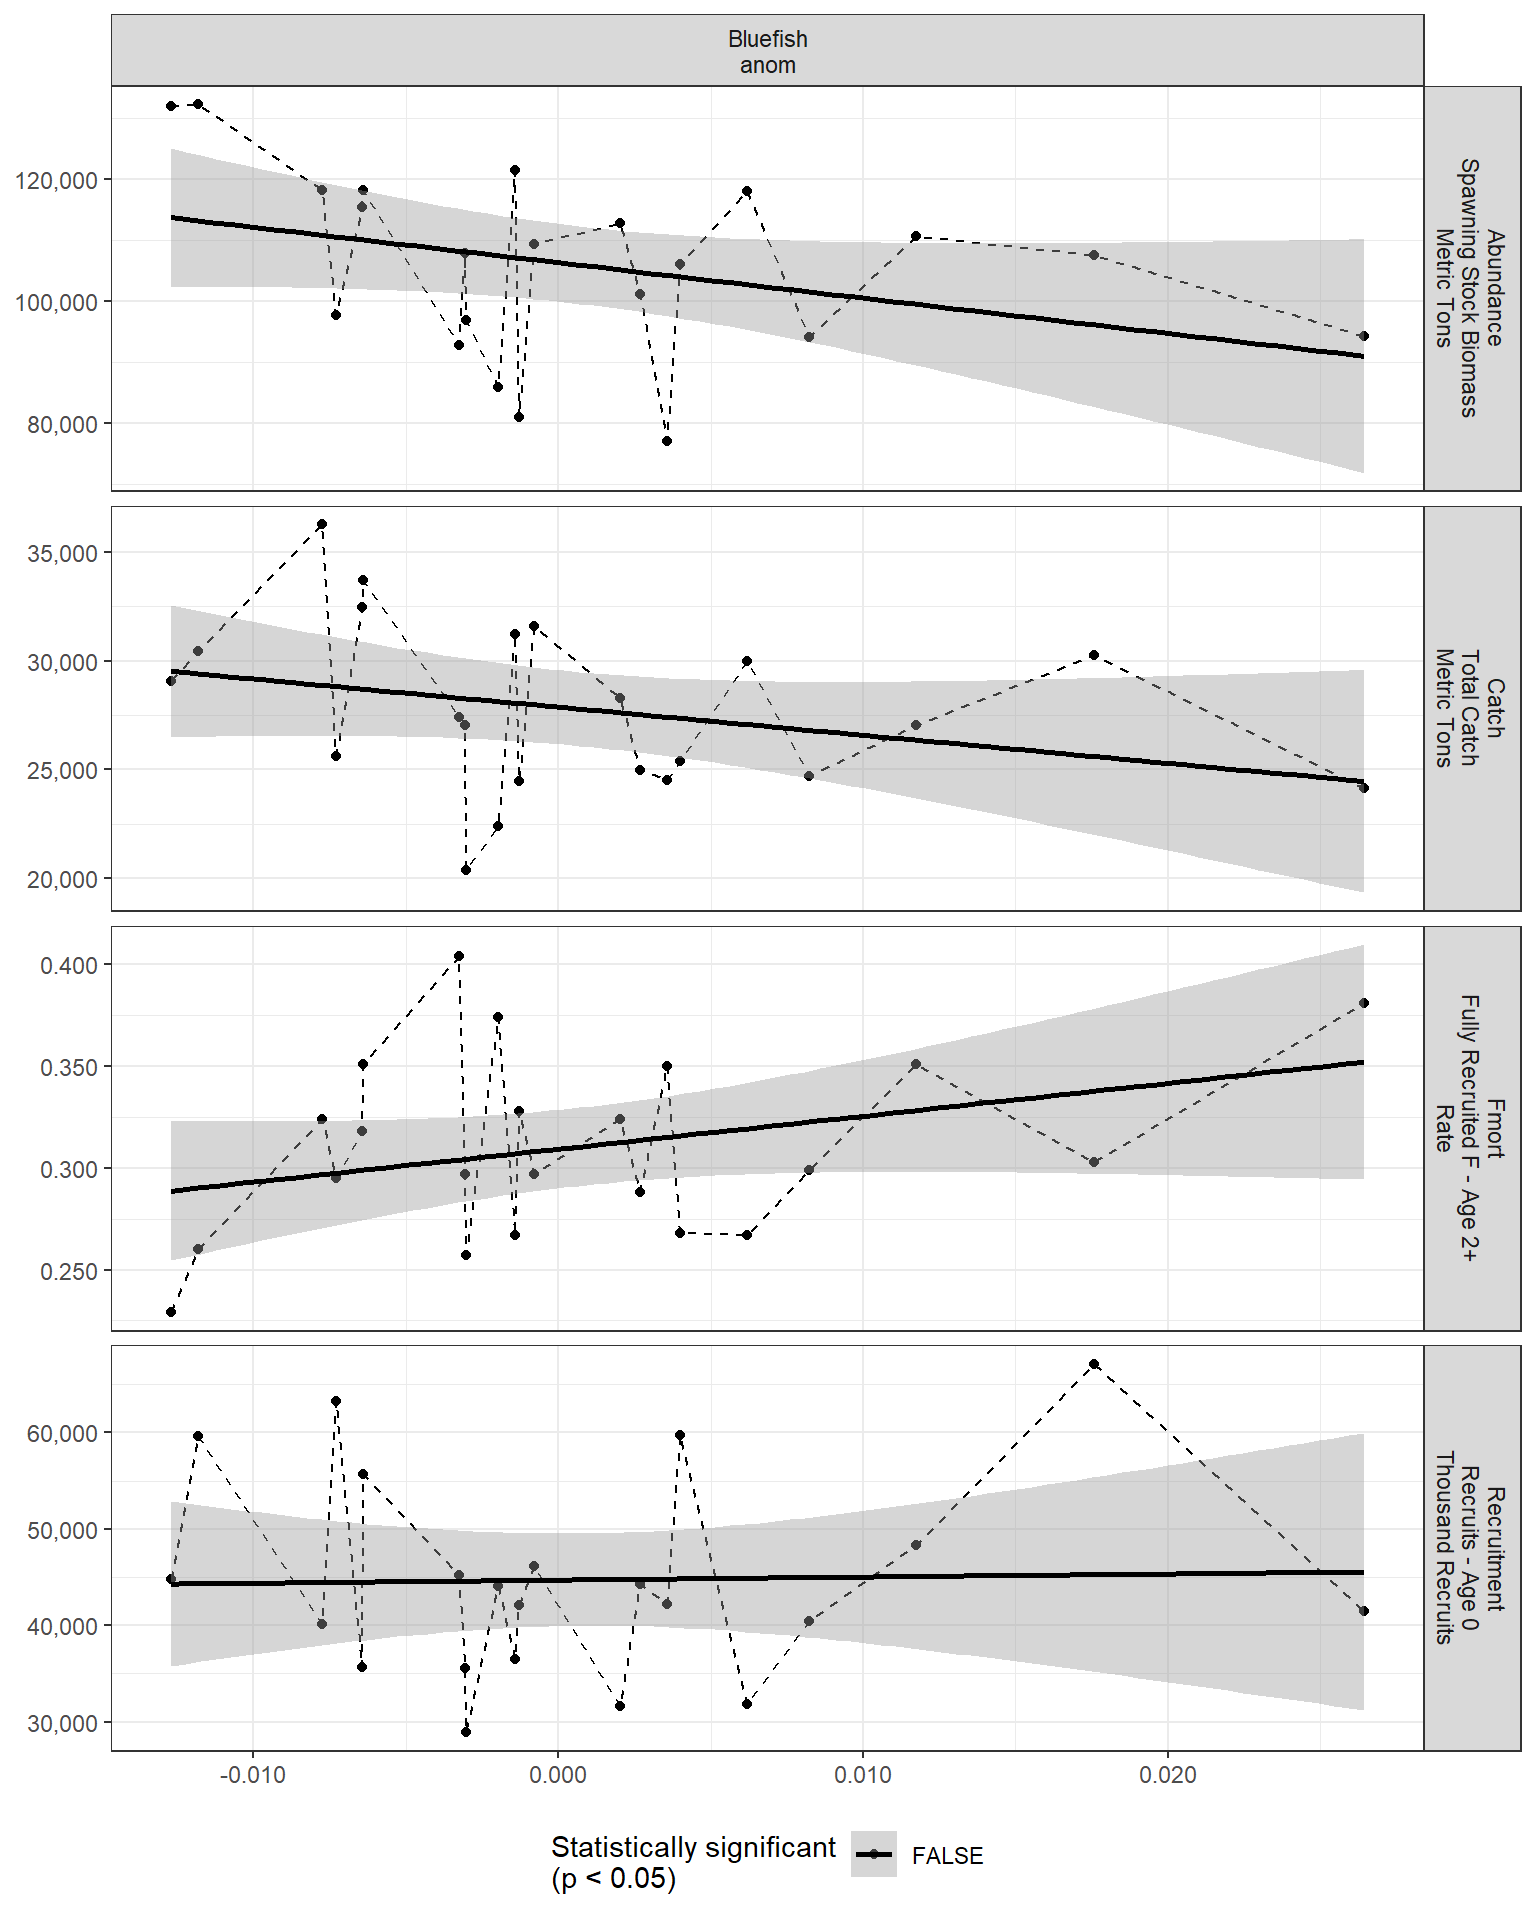 Bluefish
anom
120,000
100,000
80,000
Abundance
Spawning Stock Biomass
Metric Tons
35,000
30,000
25,000
20,000
Catch
Total Catch
Metric Tons
0.400
0.350
0.300
0.250
Fmort
Fully Recruited F - Age 2+
Rate
60,000
50,000
40,000
30,000
Recruitment
Recruits - Age 0
Thousand Recruits
-0.010 0.000 0.010 0.020
Statistically significant
(p < 0.05)
FALSE